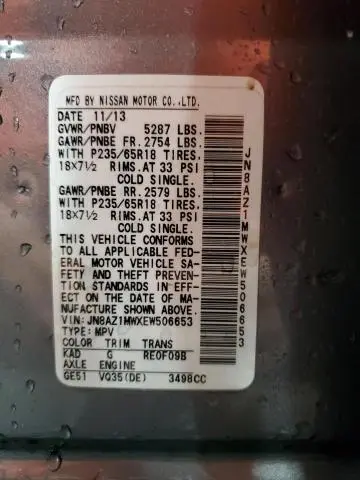 MFD BY NISSAN MOTOR CO.,LTD.
DATE 11/13
GVWR/PNBV 5287 LBS.
GAWR/PNBE FR. 2754 LBS.
WITH P235/65R18 TIRES,
18X7½ RIMS.AT 33 PSI
COLD SINGLE.
GAWR/PNBE RR. 2579 LBS.
WITH P235/65R18 TIRES,
18X7½ RIMS.AT 33 PSI
COLD SINGLE.
THIS VEHICLE CONFORMS
TO ALL APPLICABLE FED-
ERAL MOTOR VEHICLE SA-
FETY AND THEFT PREVEN-
TION STANDARDS IN EFF-
ECT ON THE DATE OF MA-
NUFACTURE SHOWN ABOVE.
VIN: JN8AZ1MWXEW506653
TYPE: MPV
COLOR TRIM TRANS
KAD G RE0F09B
AXLE ENGINE
GE51 VQ35(DE) 3498CC
JN8AZ1MWXEW506653